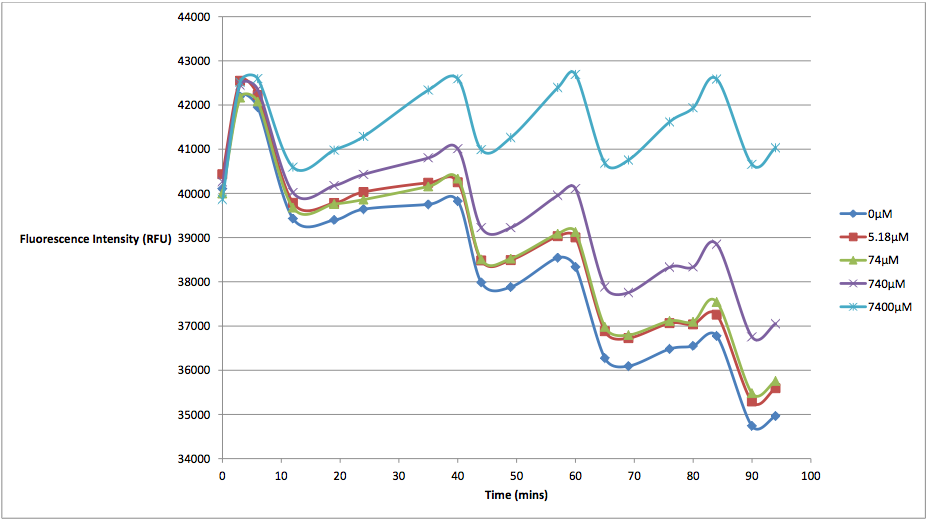 44000
43000
42000
41000
40000
39000
38000
37000
36000
35000
34000
Fluorescence Intensity (RFU)
0 10 20 30 40 50 60 70 80 90 100
Time (mins)
0μM
5.18μM
74μM
740μM
7400μM